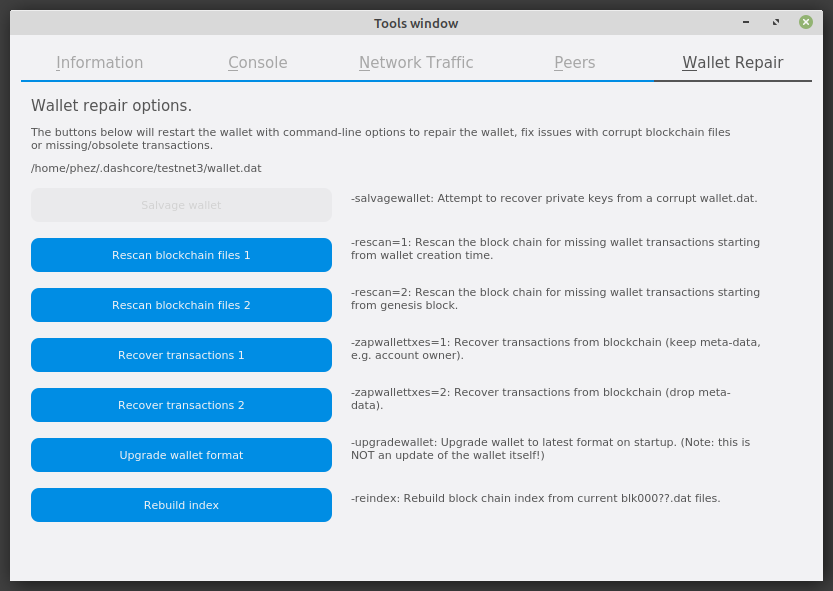 Tools window
Information
Console
Network Traffic
Peers
Wallet Repair
Wallet repair options.
The buttons below will restart the wallet with command-line options to repair the wallet, fix issues with corrupt blockchain files
or missing/obsolete transactions.
/home/phez/.dashcore/testnet3/wallet.dat
Salvage wallet
-salvagewallet: Attempt to recover private keys from a corrupt wallet.dat.
Rescan blockchain files 1
-rescan=1: Rescan the block chain for missing wallet transactions starting
from wallet creation time.
Rescan blockchain files 2
-rescan=2: Rescan the block chain for missing wallet transactions starting
from genesis block.
Recover transactions 1
-zapwallettxes=1: Recover transactions from blockchain (keep meta-data,
e.g. account owner).
Recover transactions 2
-zapwallettxes=2: Recover transactions from blockchain (drop meta-
data).
Upgrade wallet format
-upgradewallet: Upgrade wallet to latest format on startup. (Note: this is
NOT an update of the wallet itself!)
Rebuild index
-reindex: Rebuild block chain index from current blk000??.dat files.